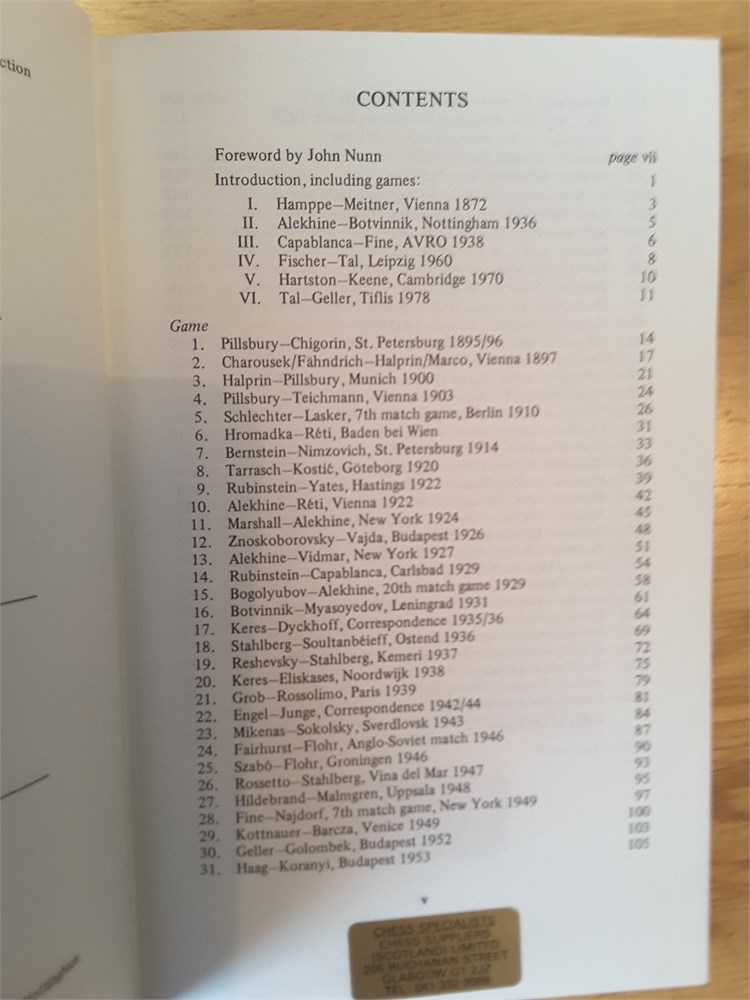 ction
CONTENTS
Foreword by John Nunn page vii
Introduction, including games: 1
I. Hamppe—Meitner, Vienna 1872 3
II. Alekhine—Botvinnik, Nottingham 1936 5
III. Capablanca—Fine, AVRO 1938 6
IV. Fischer—Tal, Leipzig 1960 8
V. Hartston—Keene, Cambridge 1970 10
VI. Tal—Geller, Tiflis 1978 11
Game
1. Pillsbury—Chigorin, St. Petersburg 1895/96 14
2. Charousek/Fähndrich—Halprin/Marco, Vienna 1897 17
3. Halprin—Pillsbury, Munich 1900 21
4. Pillsbury—Teichmann, Vienna 1903 24
5. Schlechter—Lasker, 7th match game, Berlin 1910 26
6. Hromadka—Réti, Baden bei Wien 31
7. Bernstein—Nimzovich, St. Petersburg 1914 33
8. Tarrasch—Kostić, Göteborg 1920 36
9. Rubinstein—Yates, Hastings 1922 39
10. Alekhine—Réti, Vienna 1922 42
11. Marshall—Alekhine, New York 1924 45
12. Znoskoborovsky—Vajda, Budapest 1926 48
13. Alekhine—Vidmar, New York 1927 51
14. Rubinstein—Capablanca, Carlsbad 1929 54
15. Bogolyubov—Alekhine, 20th match game 1929 58
16. Botvinnik—Myasoyedov, Leningrad 1931 61
17. Keres—Dyckhoff, Correspondence 1935/36 64
18. Stahlberg—Soultanbéieff, Ostend 1936 69
19. Reshevsky—Stahlberg, Kemeri 1937 72
20. Keres—Eliskases, Noordwijk 1938 75
21. Grob—Rossolimo, Paris 1939 79
22. Engel—Junge, Correspondence 1942/44 81
23. Mikenas—Sokolsky, Sverdlovsk 1943 84
24. Fairhurst—Flohr, Anglo-Soviet match 1946 87
25. Szabó—Flohr, Groningen 1946 90
26. Rossetto—Stahlberg, Vina del Mar 1947 93
27. Hildebrand—Malmgren, Uppsala 1948 95
28. Fine—Najdorf, 7th match game, New York 1949 97
29. Kottnauer—Barcza, Venice 1949 100
30. Geller—Golombek, Budapest 1952 103
31. Haag—Koranyi, Budapest 1953 105
v
CHESS SPECIALISTS
CHESS SUPPLIERS
(SCOTLAND) LIMITED
205 BUCHANAN STREET
GLASGOW G1 2JZ
TEL 041